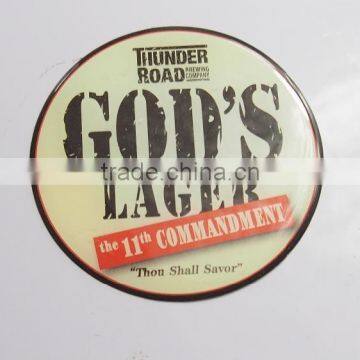 THUNDER
ROAD
BREWING
COMPANY
GOD'S
LAGER
trade.china.cn
the 11th COMMANDMENT
"Thou Shall Savor"